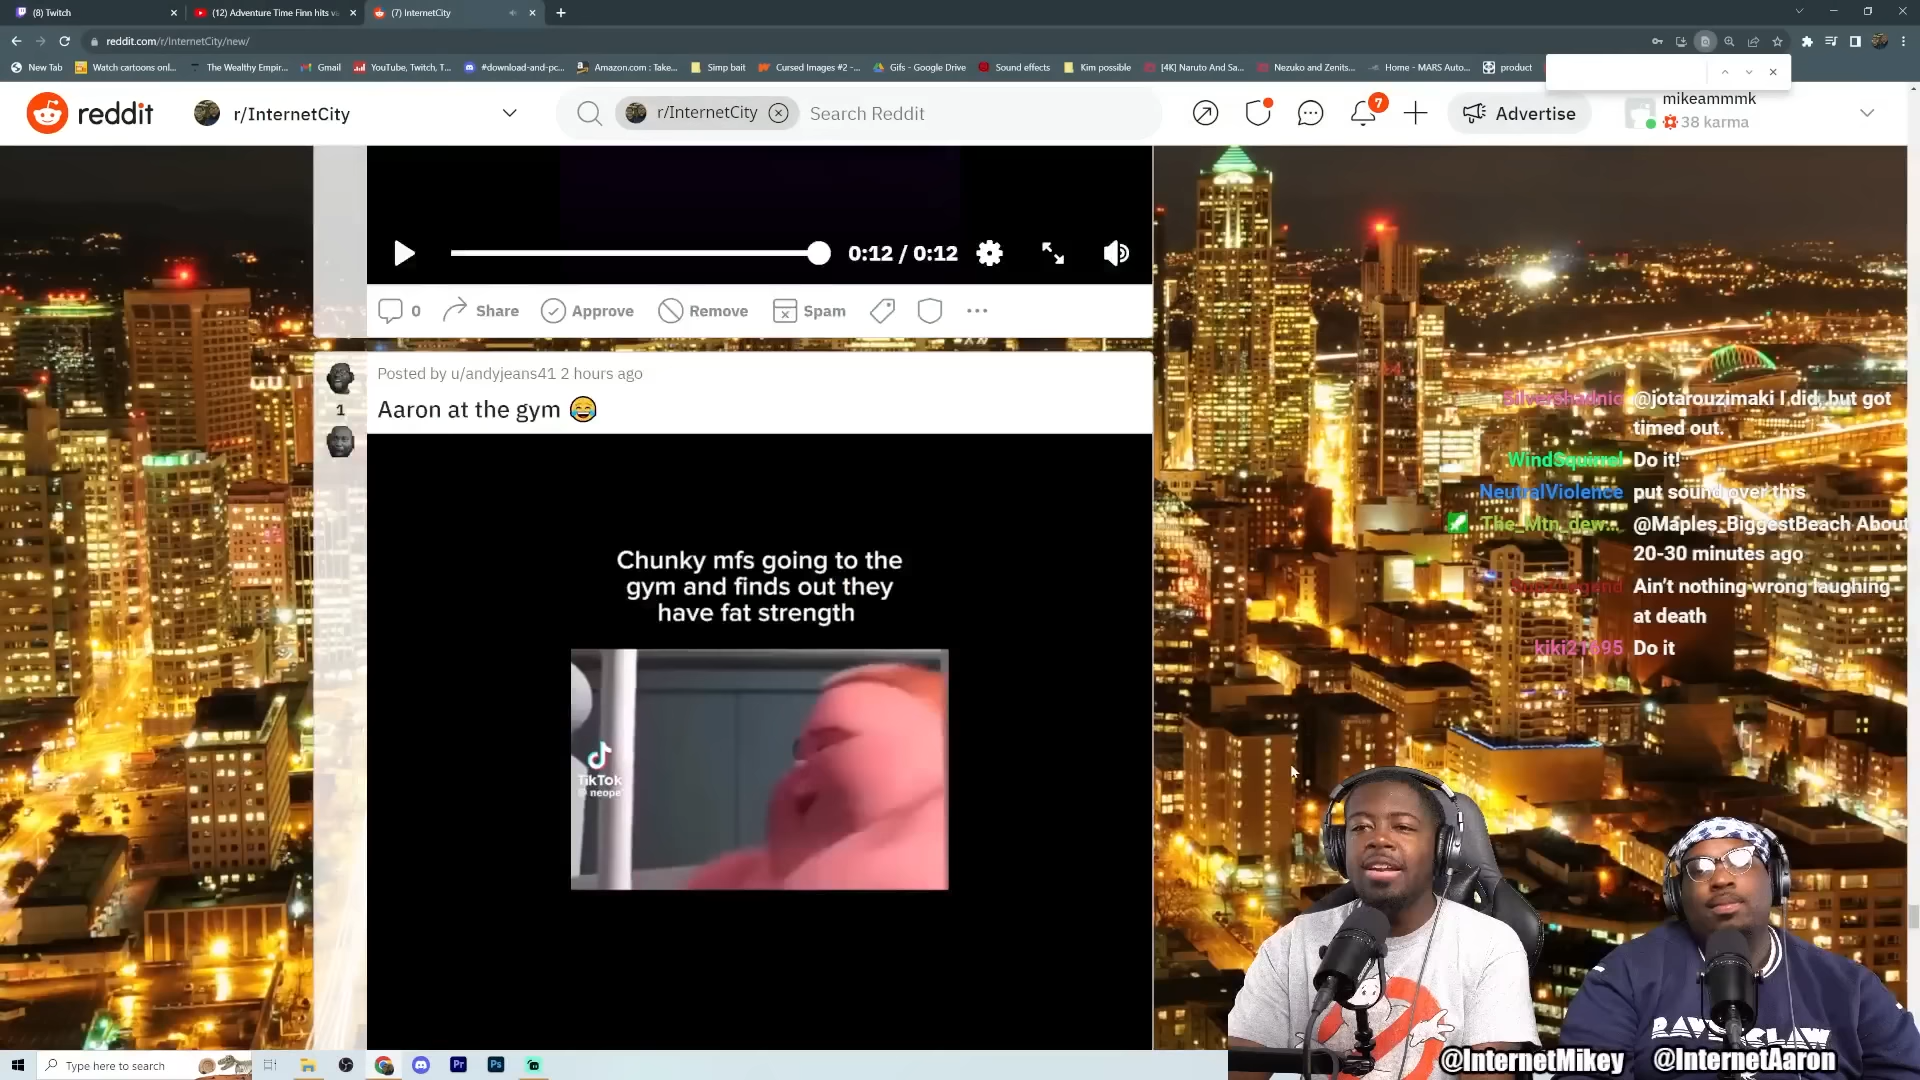 (8) Twitch
(12) Adventure Time Finn hits v
(7) InternetCity
reddit.com/r/InternetCity/new/
New Tab
Watch cartoons onl...
The Wealthy Empir...
Gmail
YouTube, Twitch, T...
#download-and-pc...
Amazon.com : Take...
Simp bait
Cursed Images #2 -...
Gifs - Google Drive
Sound effects
Kim possible
[4K] Naruto And Sa...
Nezuko and Zenits...
Home - MARS Auto...
product
reddit
r/InternetCity
r/InternetCity
Search Reddit
7
Advertise
mikeammmk
38 karma
0:12 / 0:12
0
Share
Approve
Remove
Spam
Posted by u/andyjeans41 2 hours ago
1
Aaron at the gym 😂
Chunky mfs going to the
gym and finds out they
have fat strength
TikTok
Silvershadnic @jotarouzimaki I did, but got
timed out.
WindSquirrel Do it!
NeutralViolence put sound over this
The_Mtn_dew... @Maples_BiggestBeach About
20-30 minutes ago
Ain't nothing wrong laughing
at death
Do it
@InternetMikey
@InternetAaron
Type here to search
Pr
Ps